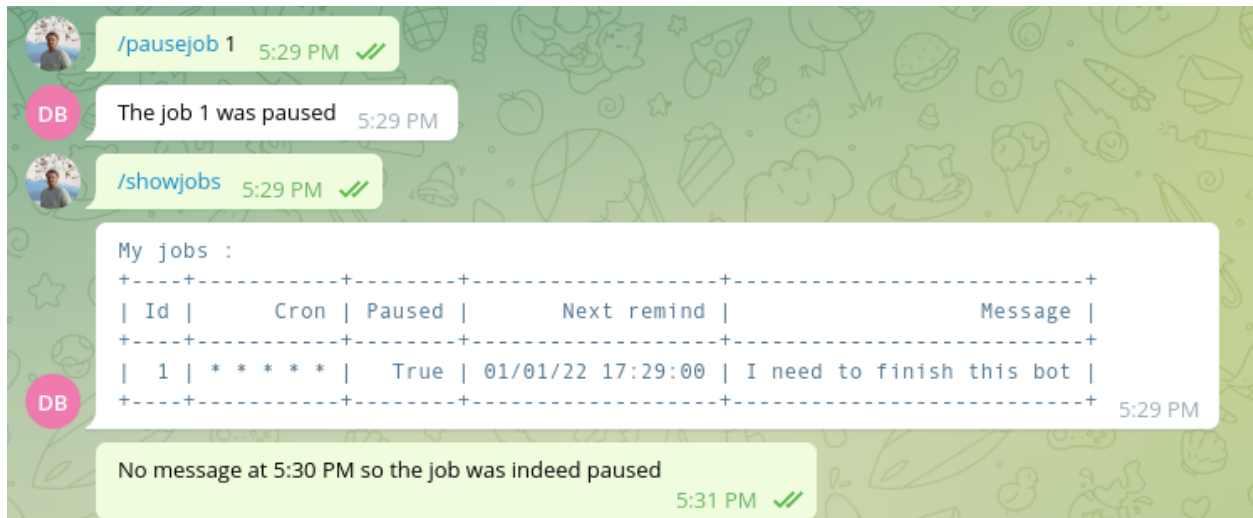 /pausejob 1 5:29 PM
DB The job 1 was paused 5:29 PM
/showjobs 5:29 PM
My jobs :
+----+-----------+--------+-------------------+---------------------------+
| Id |      Cron | Paused |       Next remind |                   Message |
+----+-----------+--------+-------------------+---------------------------+
|  1 | * * * * * |   True | 01/01/22 17:29:00 | I need to finish this bot |
+----+-----------+--------+-------------------+---------------------------+
DB 5:29 PM
No message at 5:30 PM so the job was indeed paused
5:31 PM